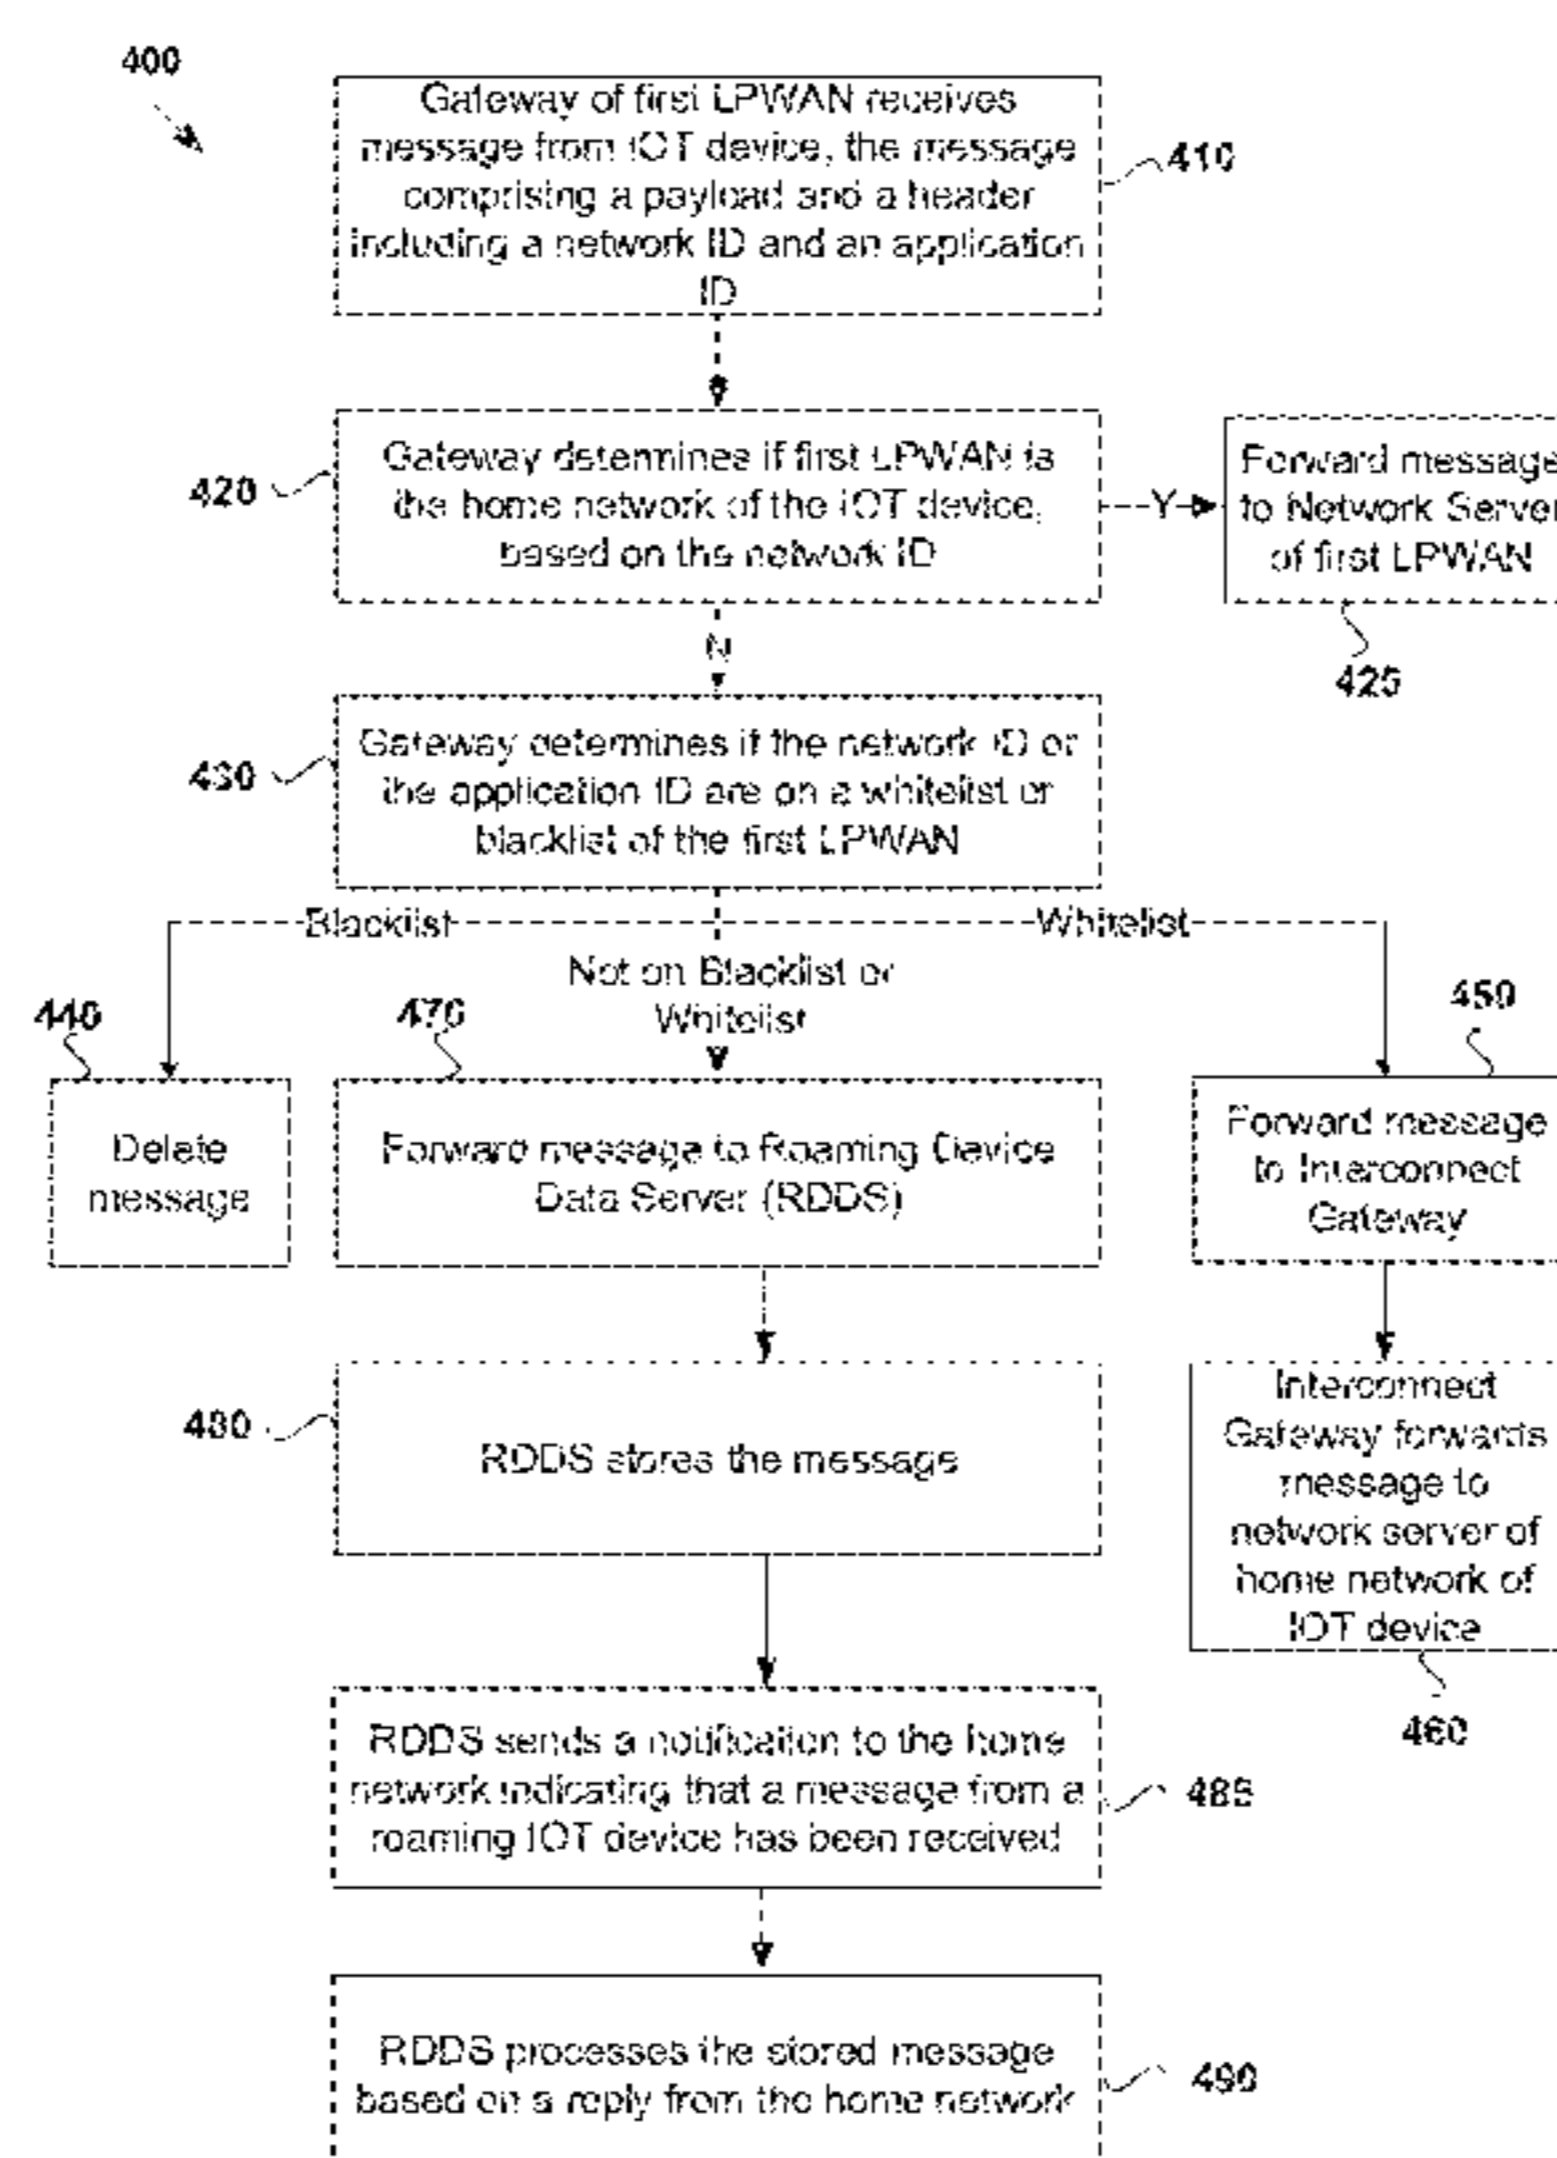 400
Gateway of first LPWAN receives
message from IOT device, the message
comprising a payload and a header
including a network ID and an application
ID
410
Gateway determines if first LPWAN is
the home network of the IOT device,
based on the network ID
420
Y
Forward message
to Network Server
of first LPWAN
425
N
Gateway determines if the network ID or
the application ID are on a whitelist or
blacklist of the first LPWAN
430
Blacklist
Whitelist
Not on Blacklist or
Whitelist
440
470
450
Delete
message
Forward message to Roaming Device
Data Server (RDDS)
Forward message
to Interconnect
Gateway
480
RDDS stores the message
Interconnect
Gateway forwards
message to
network server of
home network of
IOT device
460
RDDS sends a notification to the home
network indicating that a message from a
roaming IOT device has been received
485
RDDS processes the stored message
based on a reply from the home network
490